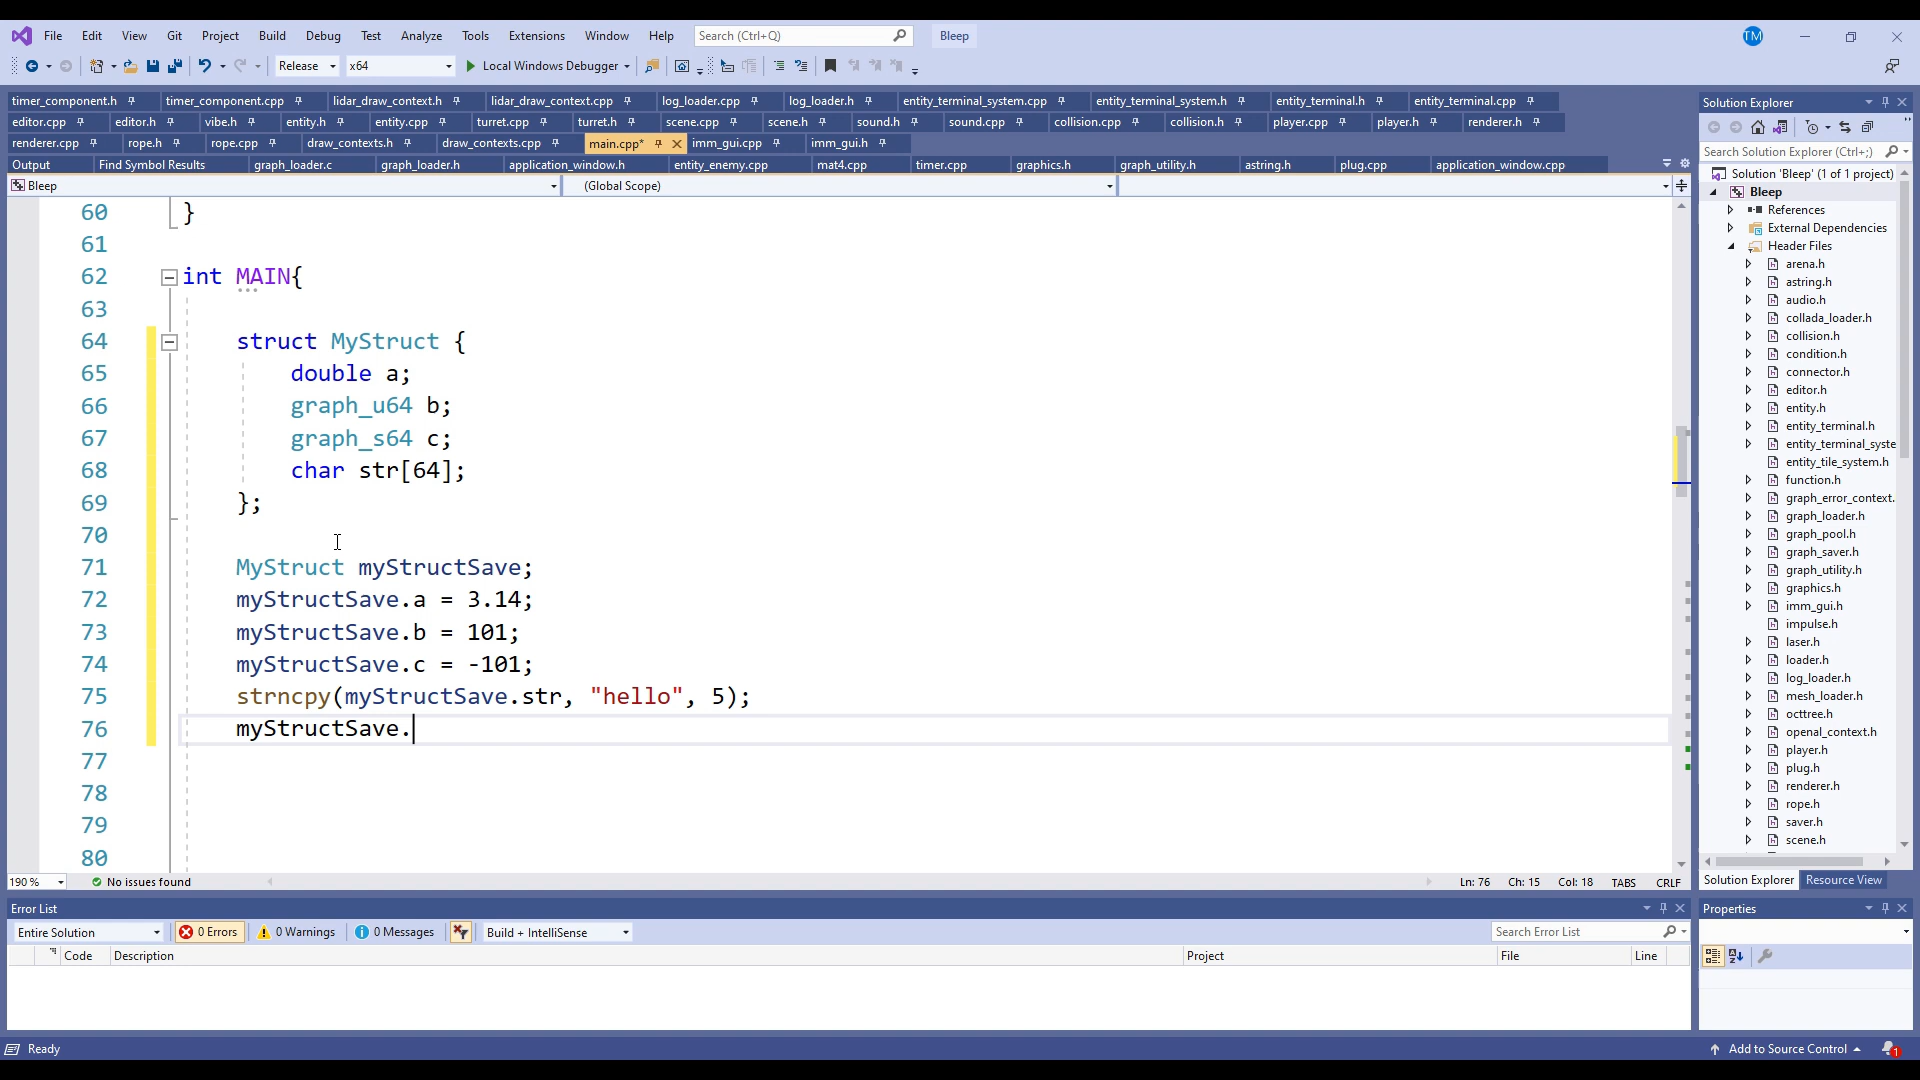 File Edit View Git Project Build Debug Test Analyze Tools Extensions Window Help Search (Ctrl+Q) Bleep TM
Release x64 Local Windows Debugger
timer_component.h timer_component.cpp lidar_draw_context.h lidar_draw_context.cpp log_loader.cpp log_loader.h entity_terminal_system.cpp entity_terminal_system.h entity_terminal.h entity_terminal.cpp
editor.cpp editor.h vibe.h entity.h entity.cpp turret.cpp turret.h scene.cpp scene.h sound.h sound.cpp collision.cpp collision.h player.cpp player.h renderer.h
renderer.cpp rope.h rope.cpp draw_contexts.h draw_contexts.cpp main.cpp* imm_gui.cpp imm_gui.h
Output Find Symbol Results graph_loader.c graph_loader.h application_window.h entity_enemy.cpp mat4.cpp timer.cpp graphics.h graph_utility.h astring.h plug.cpp application_window.cpp
Bleep (Global Scope)
60 }
61
62 int MAIN{
63
64 struct MyStruct {
65 double a;
66 graph_u64 b;
67 graph_s64 c;
68 char str[64];
69 };
70
71 MyStruct myStructSave;
72 myStructSave.a = 3.14;
73 myStructSave.b = 101;
74 myStructSave.c = -101;
75 strncpy(myStructSave.str, "hello", 5);
76 myStructSave.
77
78
79
80
190 % No issues found Ln: 76 Ch: 15 Col: 18 TABS CRLF
Error List
Entire Solution 0 Errors 0 Warnings 0 Messages Build + IntelliSense Search Error List
Code Description Project File Line
Solution Explorer
Search Solution Explorer (Ctrl+;)
Solution 'Bleep' (1 of 1 project)
Bleep
References
External Dependencies
Header Files
arena.h
astring.h
audio.h
collada_loader.h
collision.h
condition.h
connector.h
editor.h
entity.h
entity_terminal.h
entity_terminal_syste
entity_tile_system.h
function.h
graph_error_context.
graph_loader.h
graph_pool.h
graph_saver.h
graph_utility.h
graphics.h
imm_gui.h
impulse.h
laser.h
loader.h
log_loader.h
mesh_loader.h
octtree.h
openal_context.h
player.h
plug.h
renderer.h
rope.h
saver.h
scene.h
Solution Explorer Resource View
Properties
Ready Add to Source Control 1